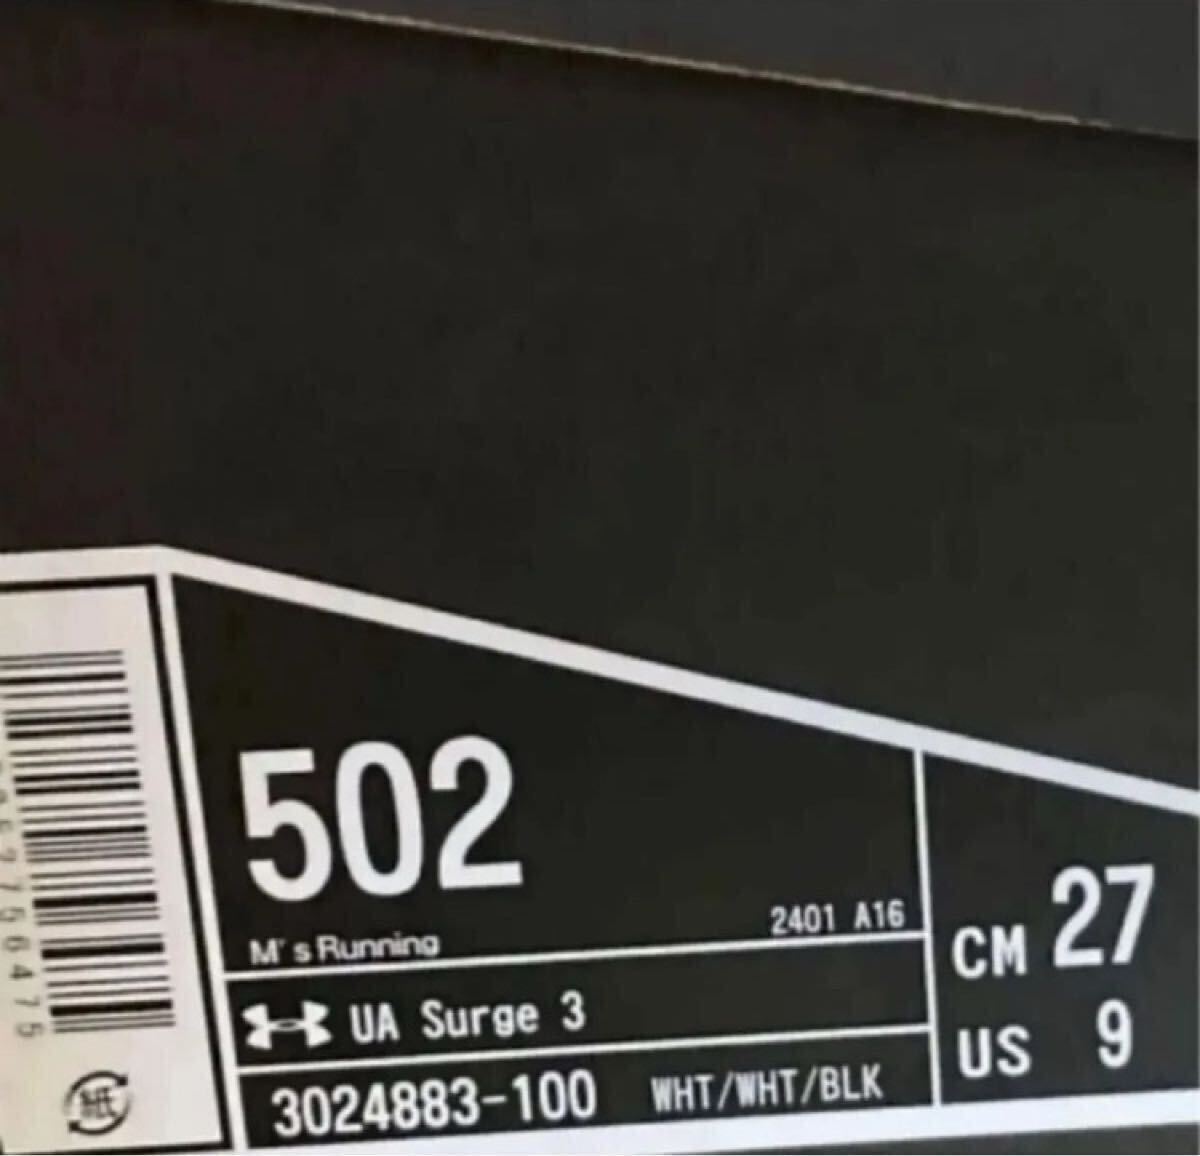 502
M's Running
2401 A16
UA Surge 3
3024883-100 WHT/WHT/BLK
CM 27
US 9
紙